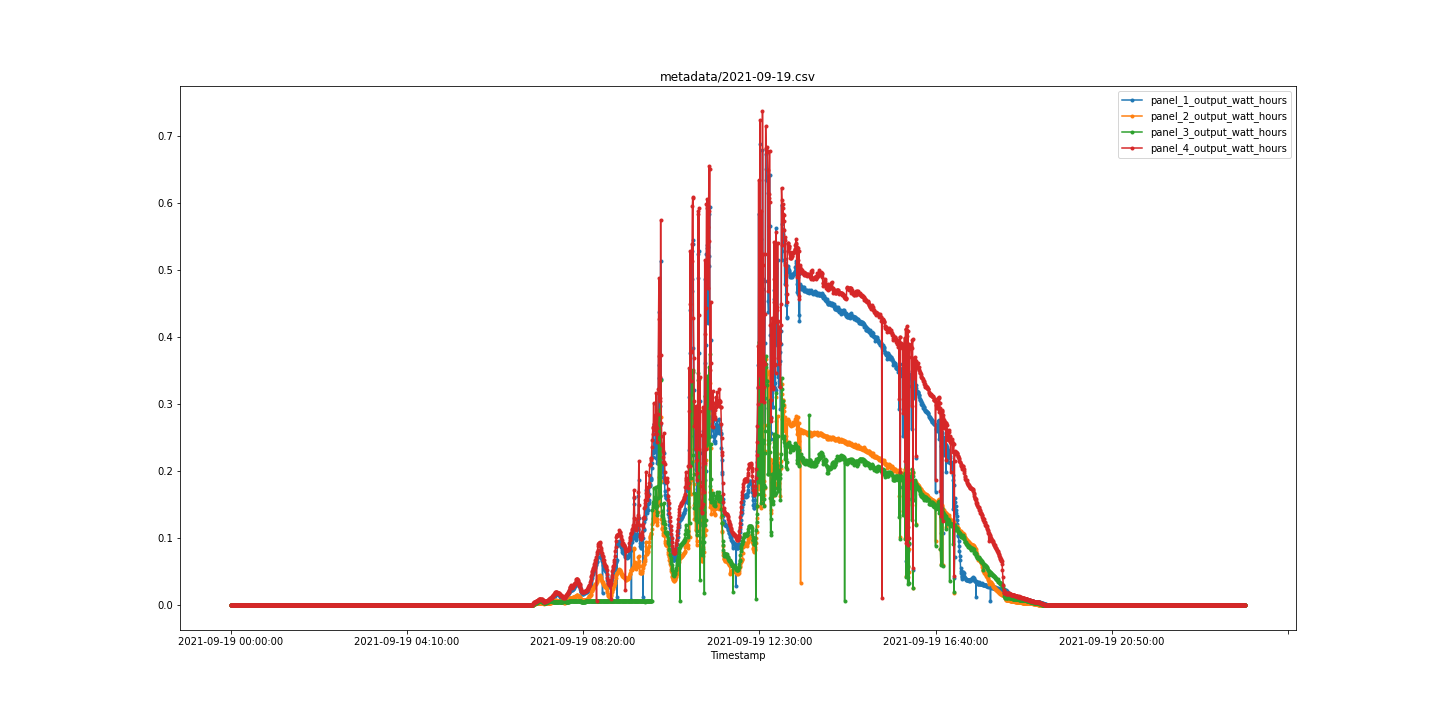 metadata/2021-09-19.csv
panel_1_output_watt_hours
panel_2_output_watt_hours
panel_3_output_watt_hours
panel_4_output_watt_hours
0.7
0.6
0.5
0.4
0.3
0.2
0.1
0.0
2021-09-19 00:00:00 2021-09-19 04:10:00 2021-09-19 08:20:00 2021-09-19 12:30:00 2021-09-19 16:40:00 2021-09-19 20:50:00
Timestamp